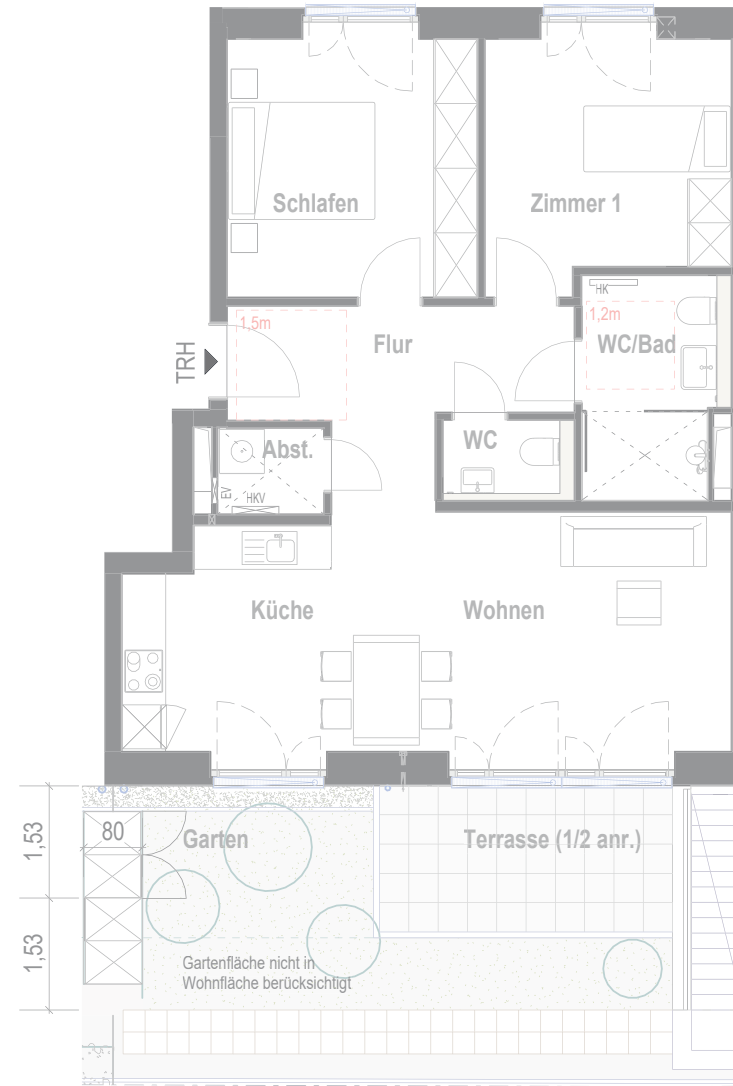 Schlafen
Zimmer 1
HK
1,5m
1,2m
TRH
Flur
WC/Bad
Abst.
WC
EV
HKV
Küche
Wohnen
1,53
80
Garten
Terrasse (1/2 anr.)
1,53
Gartenfläche nicht in
Wohnfläche berücksichtigt